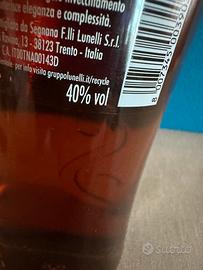 invecchiamento
eleganza e complessità.
da Segnana F.lli Lunelli S.r.l.
13 - 38123 Trento - Italia
C.A. IT00TNA00143D
per info visita gruppolunelli.it/recycle
40% vol
subito